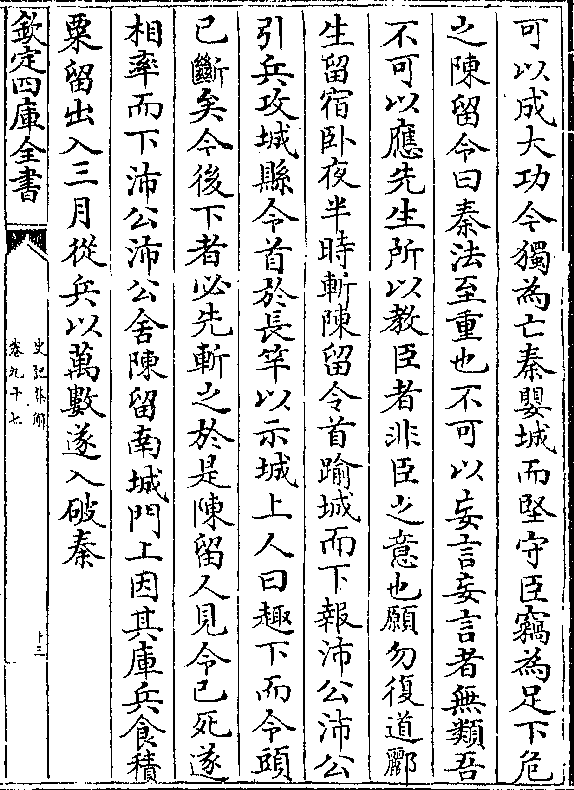 可以成大功今獨為亡秦嬰城而堅守臣竊為足下危
之陳留令曰秦法至重也不可以妄言妄言者無類吾
不可以應先生所以教臣者非臣之意也願勿復道酈
生留宿卧夜半時斬陳留令首踰城而下報沛公沛公
引兵攻城縣令首於長竿以示城上人曰趣下而令頭
已斷矣今後下者必先斬之於是陳留人見令已死遂
相率而下沛公沛公舍陳留南城門上因其庫兵食積
粟留出入三月從兵以萬數遂入破秦
欽定四庫全書
史記集解
卷九十七
十三